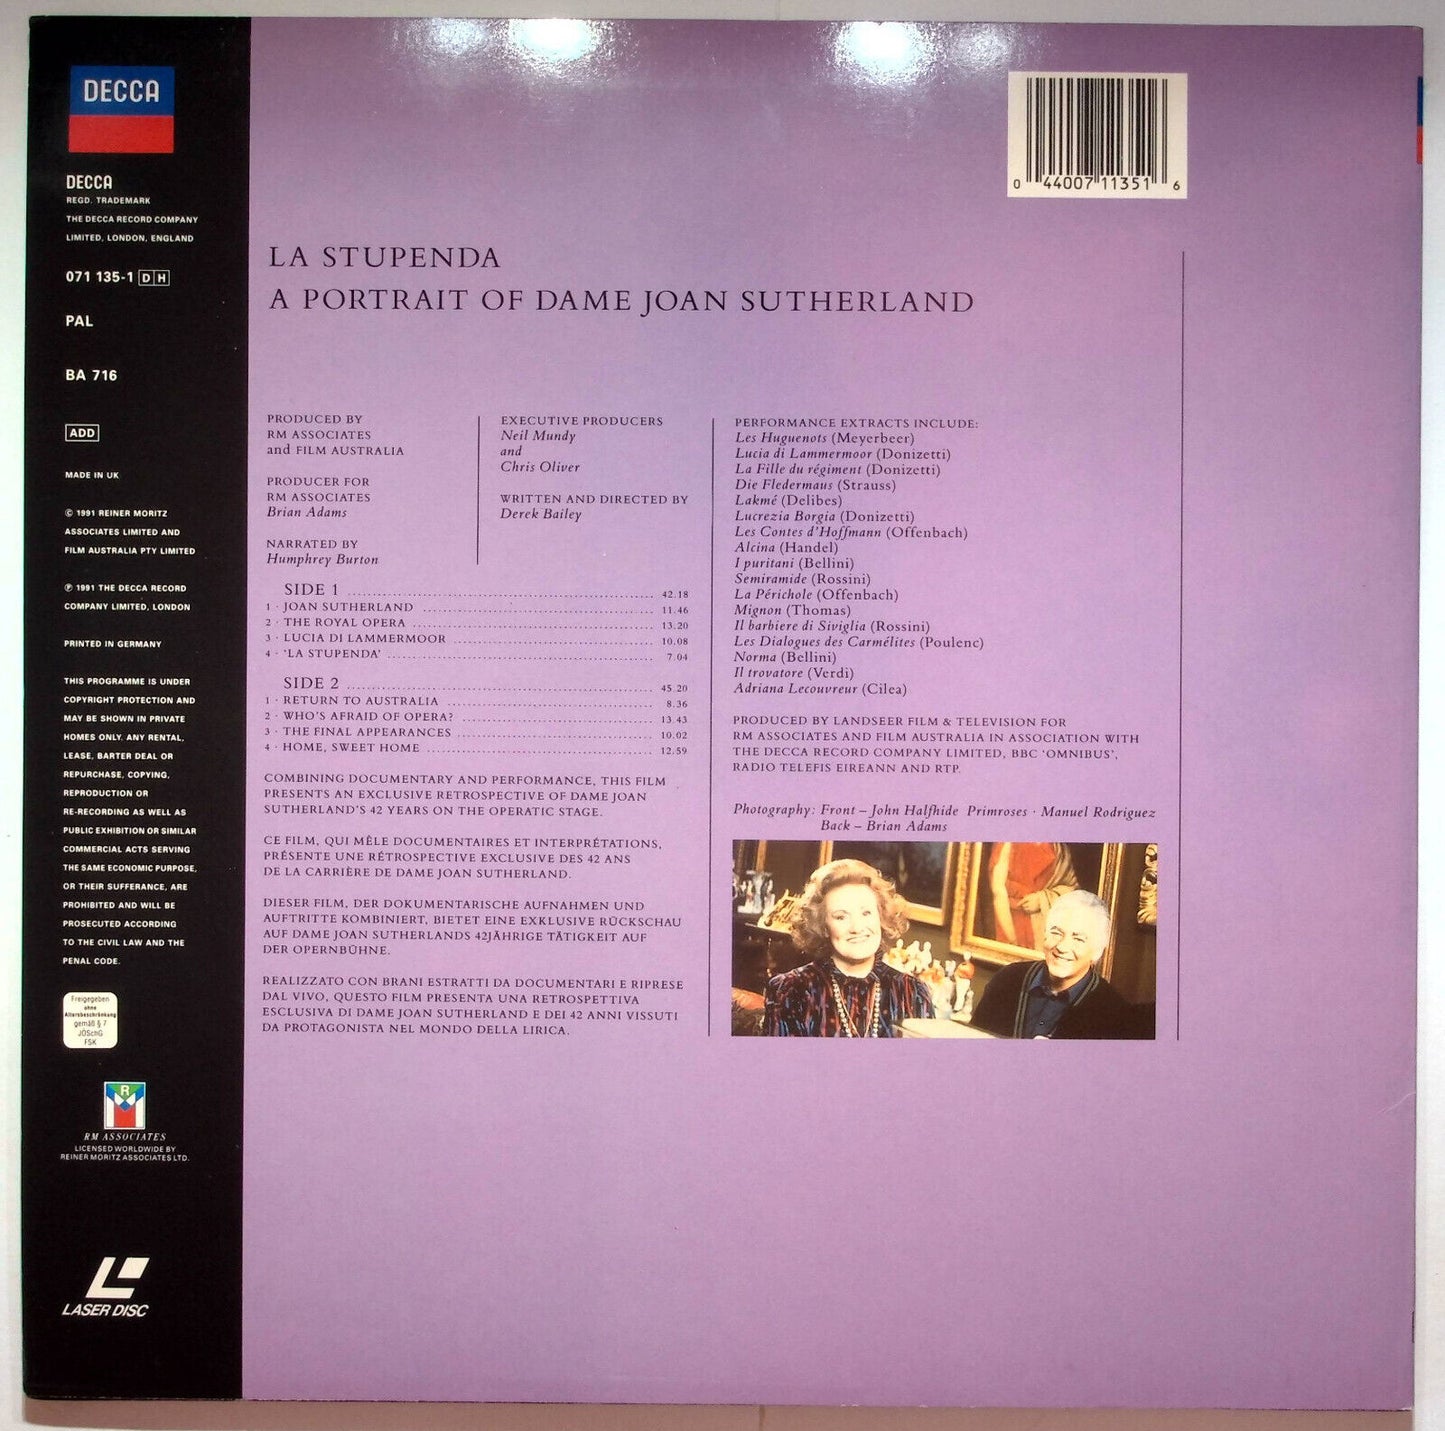 DECCA
DECCA
REGD. TRADEMARK
THE DECCA RECORD COMPANY
LIMITED, LONDON, ENGLAND
071 135-1 D H
PAL
BA 716
ADD
MADE IN UK
© 1991 REINER MORITZ
ASSOCIATES LIMITED AND
FILM AUSTRALIA PTY LIMITED
℗ 1991 THE DECCA RECORD
COMPANY LIMITED, LONDON
PRINTED IN GERMANY
THIS PROGRAMME IS UNDER
COPYRIGHT PROTECTION AND
MAY BE SHOWN IN PRIVATE
HOMES ONLY. ANY RENTAL,
LEASE, BARTER DEAL OR
REPURCHASE, COPYING,
REPRODUCTION OR
RE-RECORDING AS WELL AS
PUBLIC EXHIBITION OR SIMILAR
COMMERCIAL ACTS SERVING
THE SAME ECONOMIC PURPOSE,
OR THEIR SUFFERANCE, ARE
PROHIBITED AND WILL BE
PROSECUTED ACCORDING
TO THE CIVIL LAW AND THE
PENAL CODE.
Freigegeben
ohne
Altersbeschränkung
gemäß § 7
JÖSchG
FSK
R
RM ASSOCIATES
LICENSED WORLDWIDE BY
REINER MORITZ ASSOCIATES LTD.
LASER DISC
0 44007 11351 6
LA STUPENDA
A PORTRAIT OF DAME JOAN SUTHERLAND
PRODUCED BY
RM ASSOCIATES
and FILM AUSTRALIA
PRODUCER FOR
RM ASSOCIATES
Brian Adams
NARRATED BY
Humphrey Burton
EXECUTIVE PRODUCERS
Neil Mundy
and
Chris Oliver
WRITTEN AND DIRECTED BY
Derek Bailey
SIDE 1 42.18
1 · JOAN SUTHERLAND 11.46
2 · THE ROYAL OPERA 13.20
3 · LUCIA DI LAMMERMOOR 10.08
4 · ‘LA STUPENDA’ 7.04
SIDE 2 45.20
1 · RETURN TO AUSTRALIA 8.36
2 · WHO'S AFRAID OF OPERA? 13.43
3 · THE FINAL APPEARANCES 10.02
4 · HOME, SWEET HOME 12.59
COMBINING DOCUMENTARY AND PERFORMANCE, THIS FILM
PRESENTS AN EXCLUSIVE RETROSPECTIVE OF DAME JOAN
SUTHERLAND'S 42 YEARS ON THE OPERATIC STAGE.
CE FILM, QUI MÊLE DOCUMENTAIRES ET INTERPRÉTATIONS,
PRÉSENTE UNE RÉTROSPECTIVE EXCLUSIVE DES 42 ANS
DE LA CARRIÈRE DE DAME JOAN SUTHERLAND.
DIESER FILM, DER DOKUMENTARISCHE AUFNAHMEN UND
AUFTRITTE KOMBINIERT, BIETET EINE EXKLUSIVE RÜCKSCHAU
AUF DAME JOAN SUTHERLANDS 42JÄHRIGE TÄTIGKEIT AUF
DER OPERNBÜHNE.
REALIZZATO CON BRANI ESTRATTI DA DOCUMENTARI E RIPRESE
DAL VIVO, QUESTO FILM PRESENTA UNA RETROSPETTIVA
ESCLUSIVA DI DAME JOAN SUTHERLAND E DEI 42 ANNI VISSUTI
DA PROTAGONISTA NEL MONDO DELLA LIRICA.
PERFORMANCE EXTRACTS INCLUDE:
Les Huguenots (Meyerbeer)
Lucia di Lammermoor (Donizetti)
La Fille du régiment (Donizetti)
Die Fledermaus (Strauss)
Lakmé (Delibes)
Lucrezia Borgia (Donizetti)
Les Contes d'Hoffmann (Offenbach)
Alcina (Handel)
I puritani (Bellini)
Semiramide (Rossini)
La Périchole (Offenbach)
Mignon (Thomas)
Il barbiere di Siviglia (Rossini)
Les Dialogues des Carmélites (Poulenc)
Norma (Bellini)
Il trovatore (Verdi)
Adriana Lecouvreur (Cilea)
PRODUCED BY LANDSEER FILM & TELEVISION FOR
RM ASSOCIATES AND FILM AUSTRALIA IN ASSOCIATION WITH
THE DECCA RECORD COMPANY LIMITED, BBC ‘OMNIBUS’,
RADIO TELEFIS EIREANN AND RTP.
Photography: Front – John Halfhide Primroses · Manuel Rodriguez
Back – Brian Adams